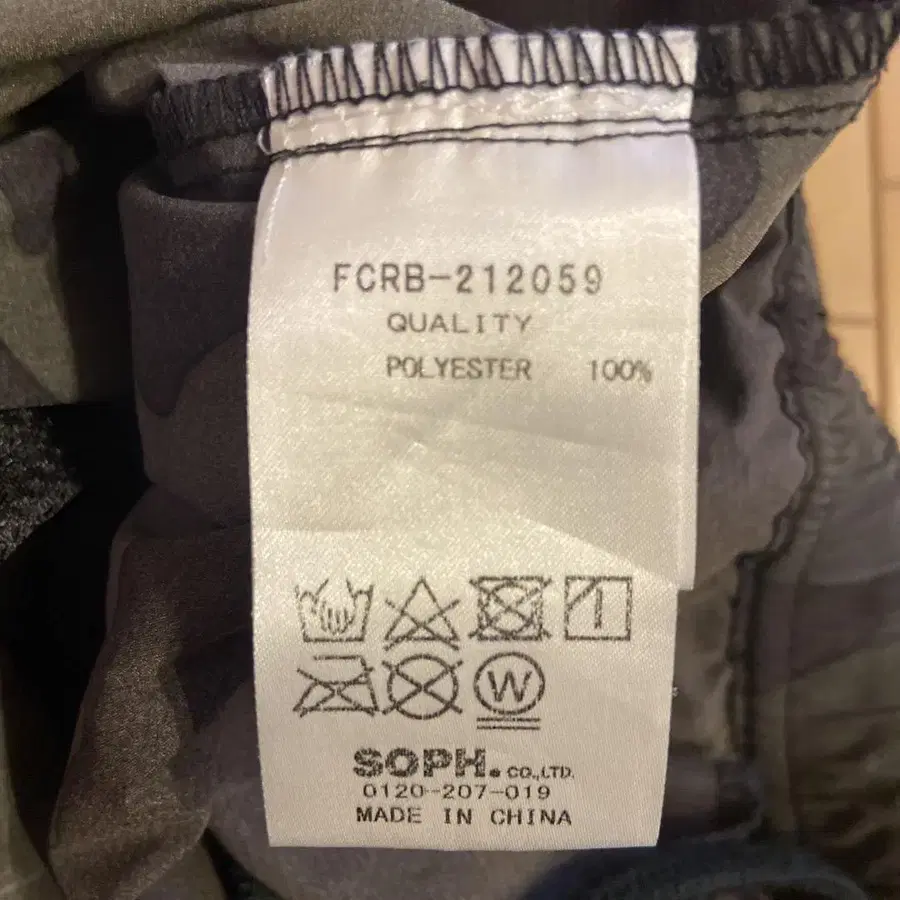 FCRB-212059
QUALITY
POLYESTER 100%
W
SOPH. CO.,LTD.
0120-207-019
MADE IN CHINA